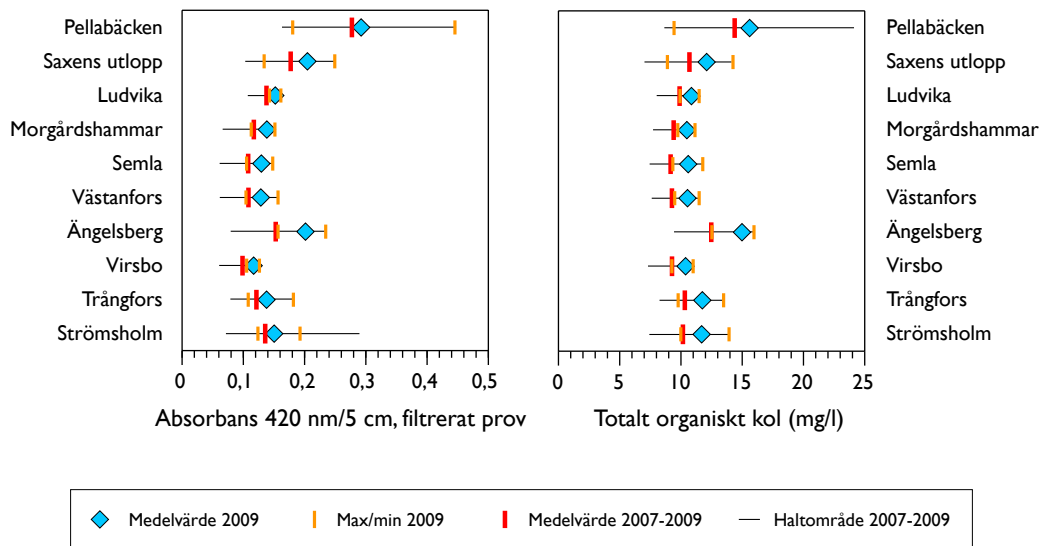 Pellabäcken
Saxens utlopp
Ludvika
Morgårdshammar
Semla
Västanfors
Ängelsberg
Virsbo
Trångfors
Strömsholm
0 0,1 0,2 0,3 0,4 0,5
Absorbans 420 nm/5 cm, filtrerat prov
Pellabäcken
Saxens utlopp
Ludvika
Morgårdshammar
Semla
Västanfors
Ängelsberg
Virsbo
Trångfors
Strömsholm
0 5 10 15 20 25
Totalt organiskt kol (mg/l)
Medelvärde 2009 Max/min 2009 Medelvärde 2007-2009 Haltområde 2007-2009